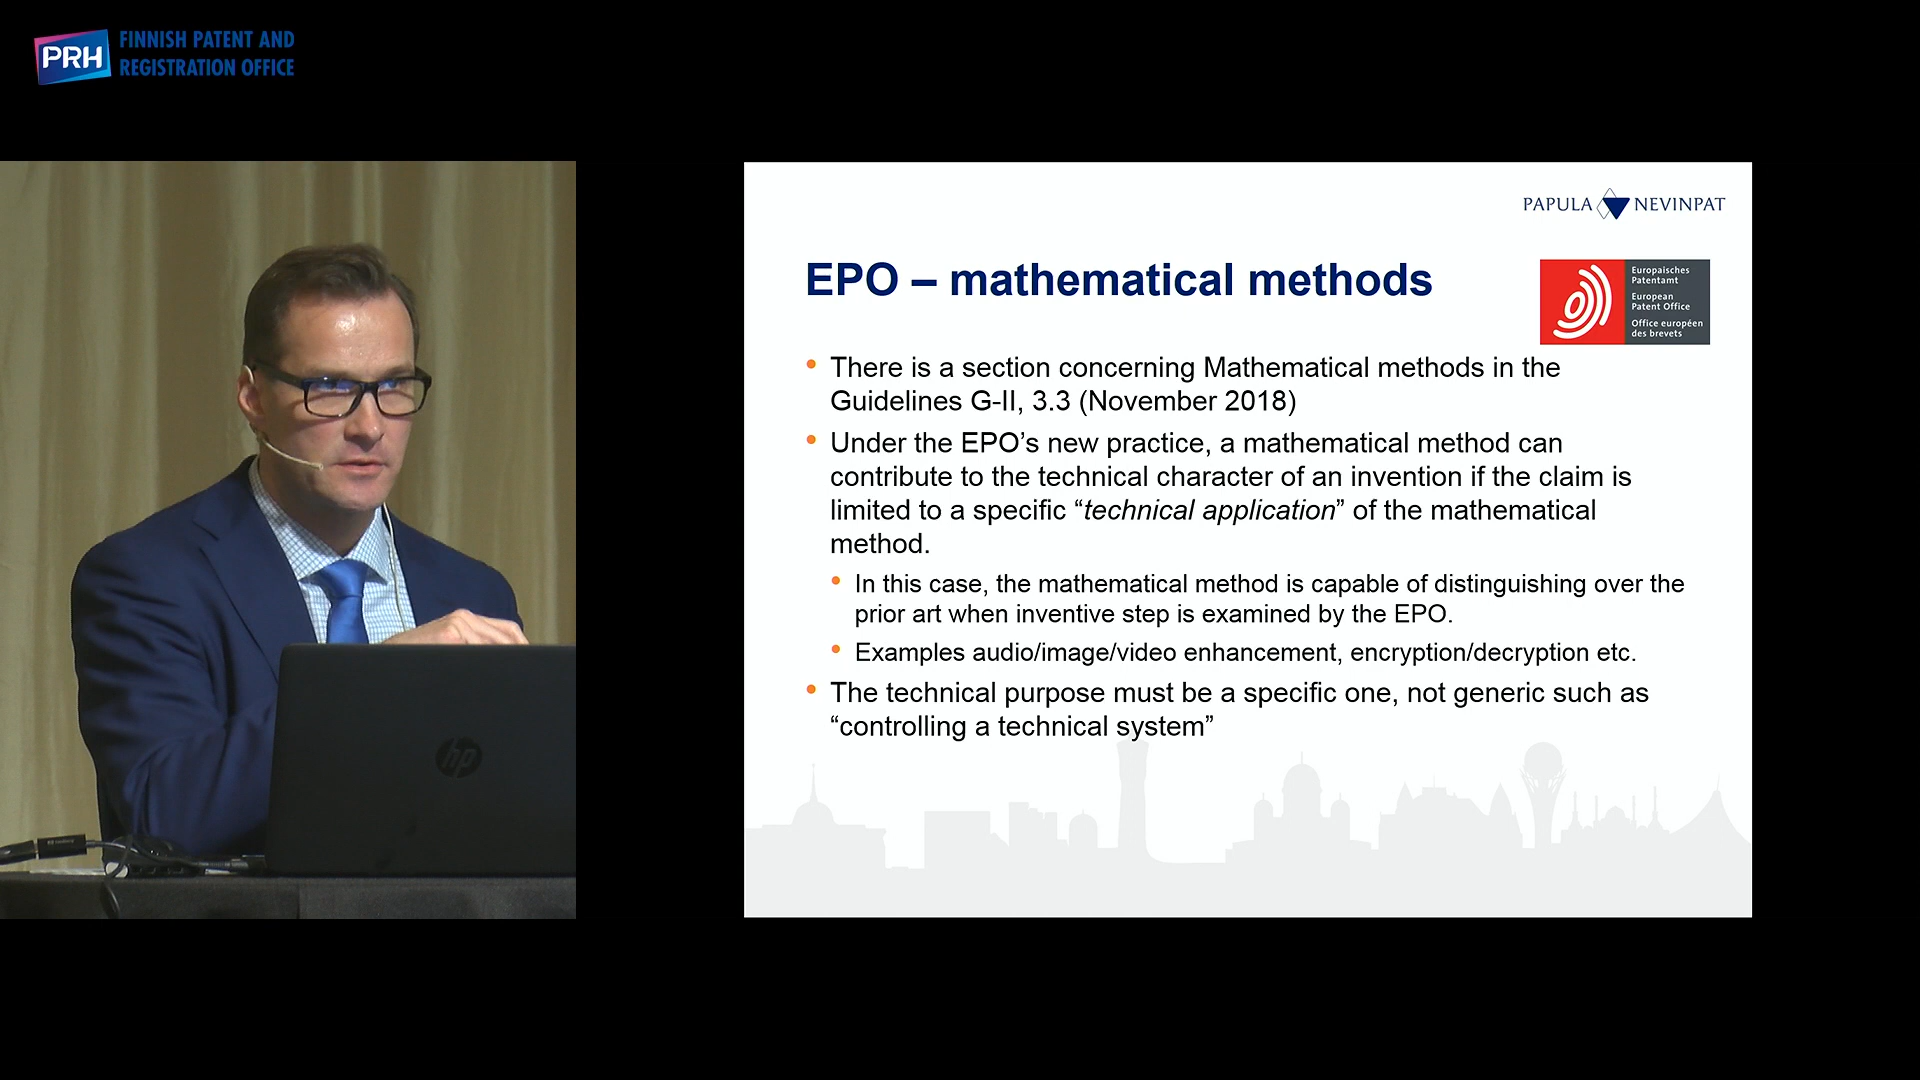 PRH
FINNISH PATENT AND
REGISTRATION OFFICE
PAPULA NEVINPAT
EPO – mathematical methods
Europäisches
Patentamt
European
Patent Office
Office européen
des brevets
• There is a section concerning Mathematical methods in the
Guidelines G-II, 3.3 (November 2018)
• Under the EPO’s new practice, a mathematical method can
contribute to the technical character of an invention if the claim is
limited to a specific “technical application” of the mathematical
method.
• In this case, the mathematical method is capable of distinguishing over the
prior art when inventive step is examined by the EPO.
• Examples audio/image/video enhancement, encryption/decryption etc.
• The technical purpose must be a specific one, not generic such as
“controlling a technical system”
hp